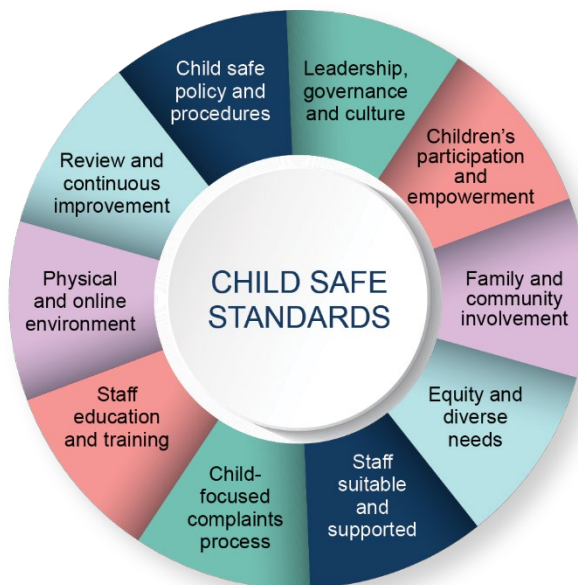 CHILD SAFE
STANDARDS
Leadership,
governance
and culture
Children’s
participation
and
empowerment
Family and
community
involvement
Equity and
diverse
needs
Staff
suitable
and
supported
Child-
focused
complaints
process
Staff
education
and training
Physical
and online
environment
Review and
continuous
improvement
Child safe
policy and
procedures